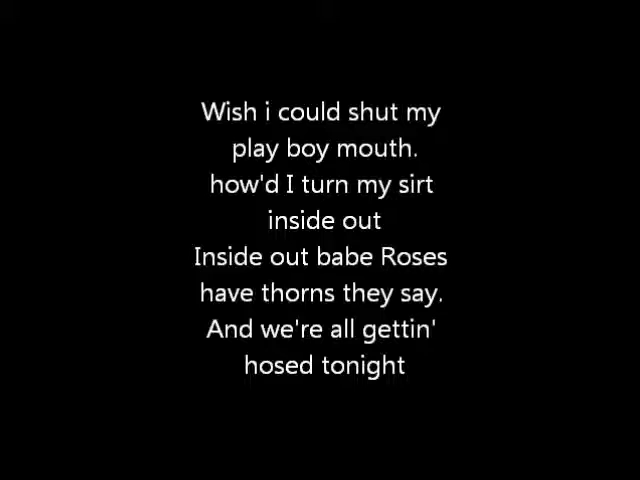 Wish i could shut my
play boy mouth.
how'd I turn my sirt
inside out
Inside out babe Roses
have thorns they say.
And we're all gettin'
hosed tonight